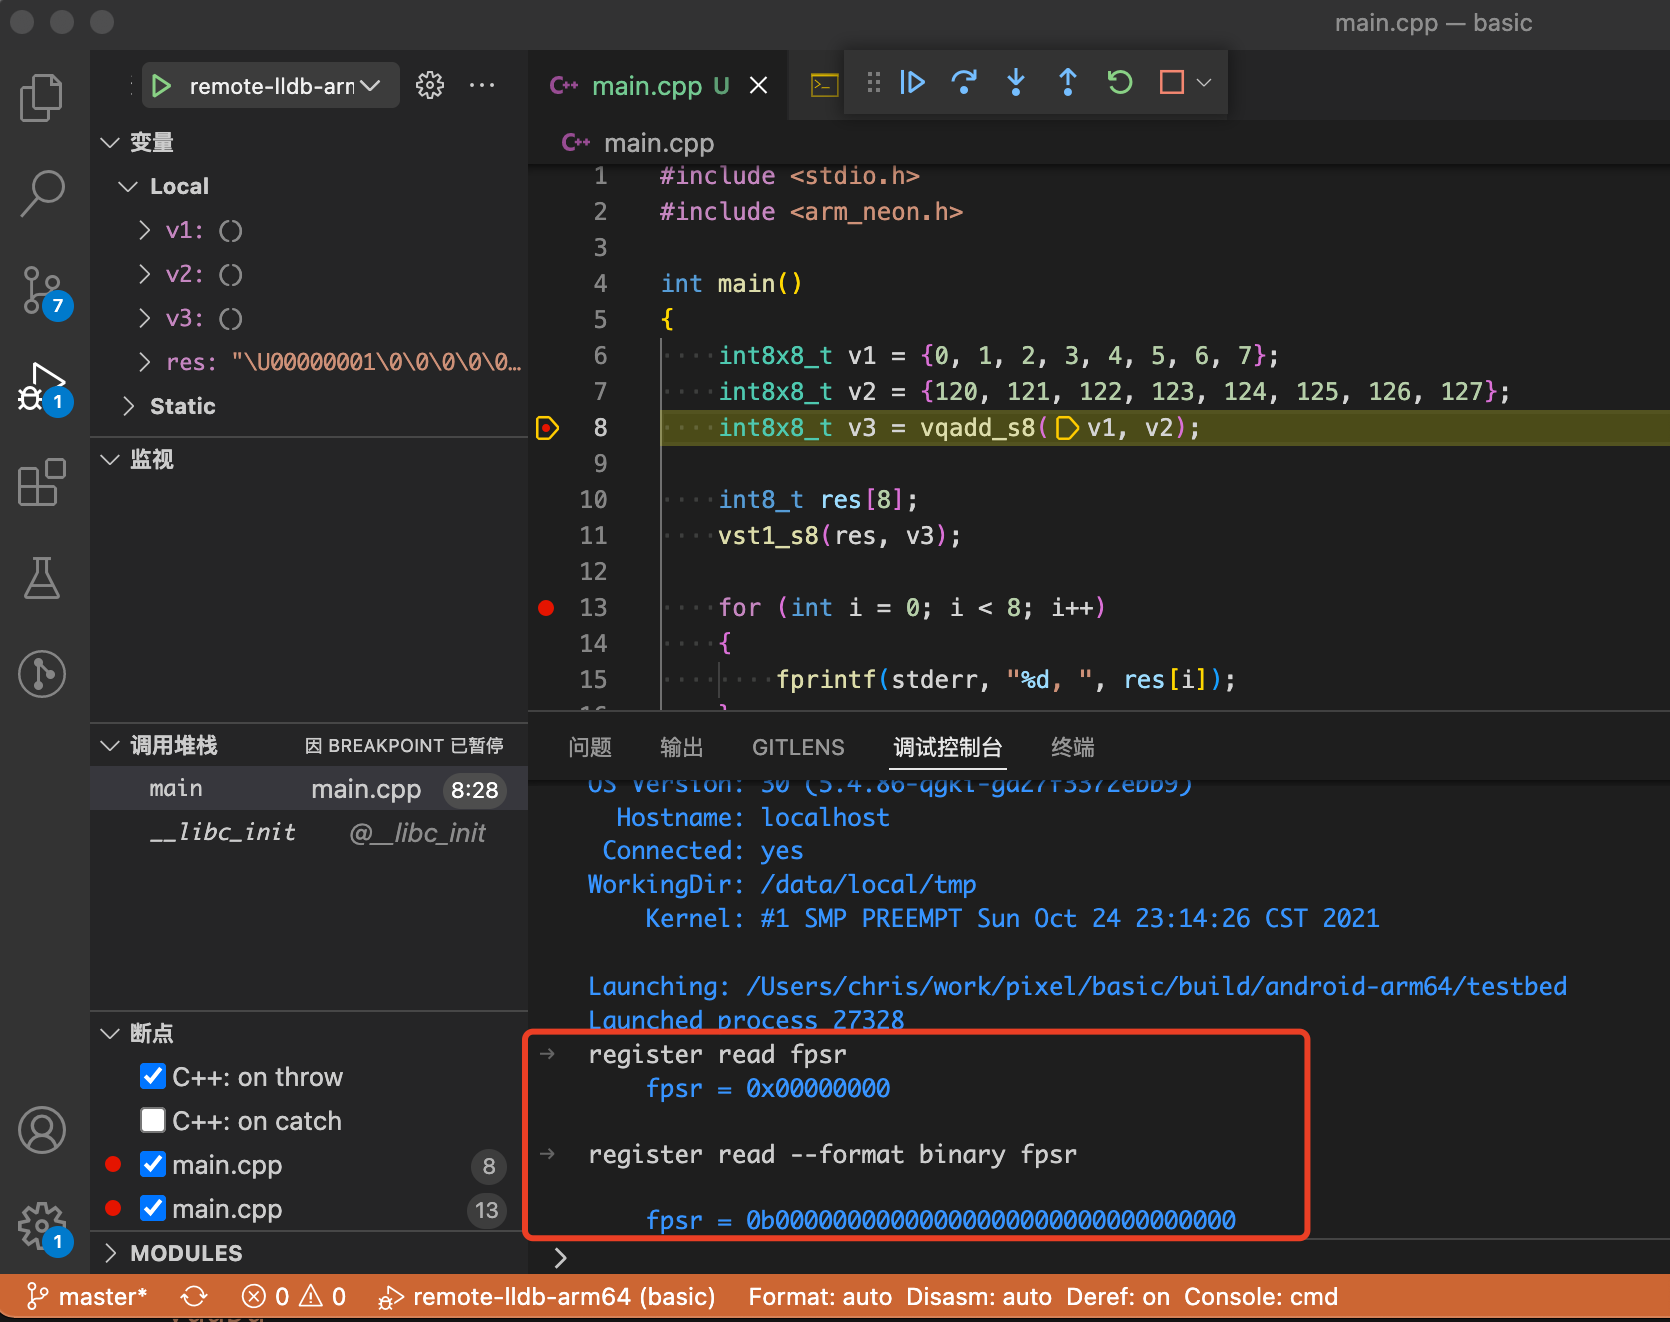 main.cpp — basic
remote-lldb-arm
main.cpp U
main.cpp
变量
Local
v1: ()
v2: ()
v3: ()
res: "\U00000001\0\0\0\0\0…
Static
监视
7
1
1 #include <stdio.h>
2 #include <arm_neon.h>
3
4 int main()
5 {
6 int8x8_t v1 = {0, 1, 2, 3, 4, 5, 6, 7};
7 int8x8_t v2 = {120, 121, 122, 123, 124, 125, 126, 127};
8 int8x8_t v3 = vqadd_s8(v1, v2);
9
10 int8_t res[8];
11 vst1_s8(res, v3);
12
13 for (int i = 0; i < 8; i++)
14 {
15 fprintf(stderr, "%d, ", res[i]);
调用堆栈 因 BREAKPOINT 已暂停
main main.cpp 8:28
__libc_init @__libc_init
断点
C++: on throw
C++: on catch
main.cpp 8
main.cpp 13
MODULES
1
问题 输出 GITLENS 调试控制台 终端
OS Version: 30 (5.4.86-qgki-gd27f3372ebb9)
Hostname: localhost
Connected: yes
WorkingDir: /data/local/tmp
Kernel: #1 SMP PREEMPT Sun Oct 24 23:14:26 CST 2021
Launching: /Users/chris/work/pixel/basic/build/android-arm64/testbed
Launched process 27328
register read fpsr
fpsr = 0x00000000
register read --format binary fpsr
fpsr = 0b00000000000000000000000000000000
master* 0 0 remote-lldb-arm64 (basic) Format: auto Disasm: auto Deref: on Console: cmd